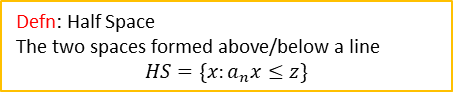 Defn: Half Space
The two spaces formed above/below a line
𝐻𝑆 = {𝑥: 𝑎ₙ𝑥 ≤ 𝑧}